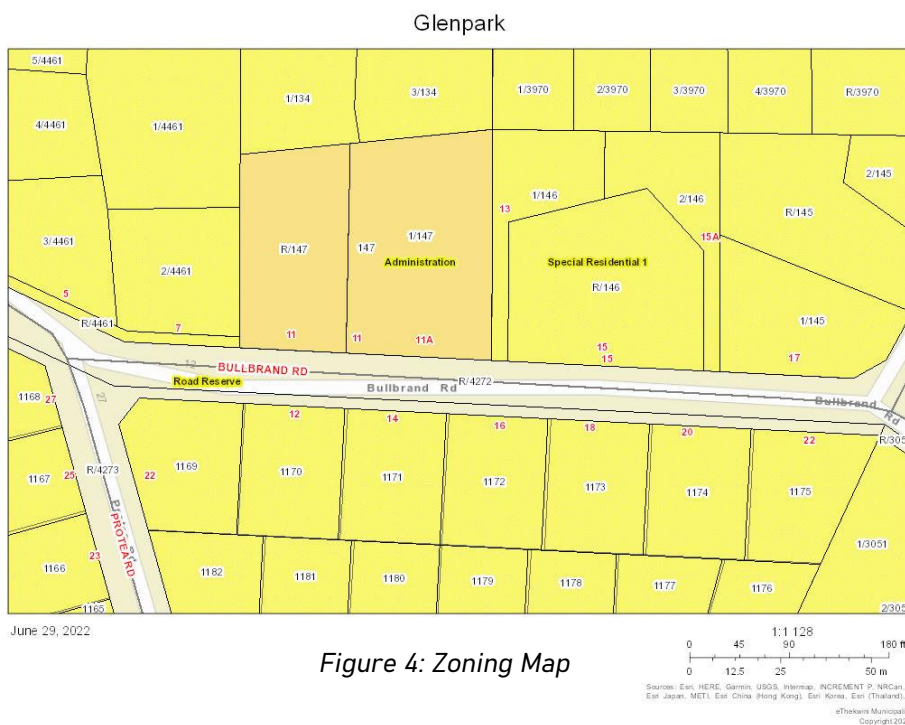 Glenpark
5/4461
1/134
3/134
1/3970
2/3970
3/3970
4/3970
R/3970
4/4461
1/4461
2/145
1/146
2/146
13
R/145
3/4461
R/147
147
1/147
15A
2/4461
Administration
Special Residential 1
R/146
5
R/4461
7
11
11
11A
15
15
1/145
17
12
BULLBRAND RD
R/4272
Road Reserve
Bullbrand Rd
Bullbrand Rd
1168
27
27
12
14
16
18
20
22
R/305
1167
25
R/4273
22
1169
1170
1171
1172
1173
1174
1175
PROTEA RD
1/3051
1166
23
1182
1181
1180
1179
1178
1177
1176
1165
2/305
June 29, 2022
Figure 4: Zoning Map
1:1 128
0 45 90 180 ft
0 12.5 25 50 m
Sources: Esri, HERE, Garmin, USGS, Intermap, INCREMENT P, NRCan,
Esri Japan, METI, Esri China (Hong Kong), Esri Korea, Esri (Thailand),
eThekwini Municipali
Copyright 202